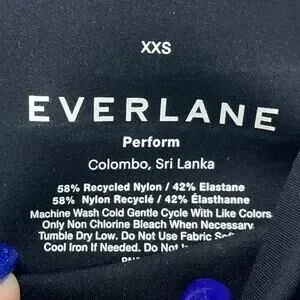 XXS
EVERLANE
Perform
Colombo, Sri Lanka
58% Recycled Nylon / 42% Elastane
58% Nylon Recyclé / 42% Élasthanne
Machine Wash Cold Gentle Cycle With Like Colors
Only Non Chlorine Bleach When Necessary
Tumble Dry Low. Do Not Use Fabric
Cool Iron If Needed. Do Not